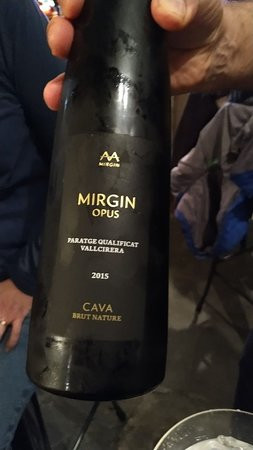 MIRGIN
MIRGIN
OPUS
PARATGE QUALIFICAT
VALLCIRERA
2015
CAVA
BRUT NATURE